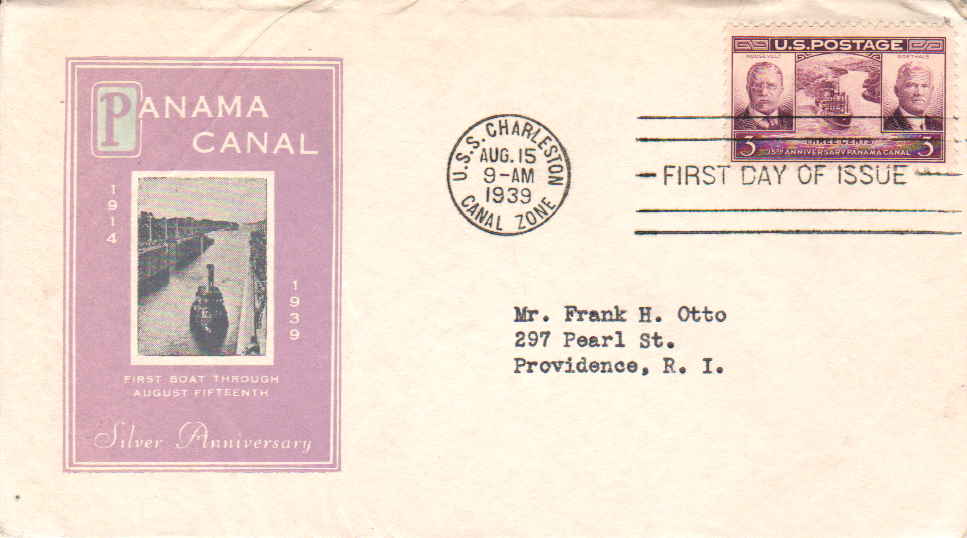 PANAMA
CANAL
1914
1939
FIRST BOAT THROUGH
AUGUST FIFTEENTH
Silver Anniversary
U.S.S. CHARLESTON
AUG. 15
9-AM
1939
CANAL ZONE
U.S. POSTAGE
ROOSEVELT
GOETHALS
THREE CENTS
3 25TH ANNIVERSARY PANAMA CANAL 3
FIRST DAY OF ISSUE
Mr. Frank H. Otto
297 Pearl St.
Providence, R. I.